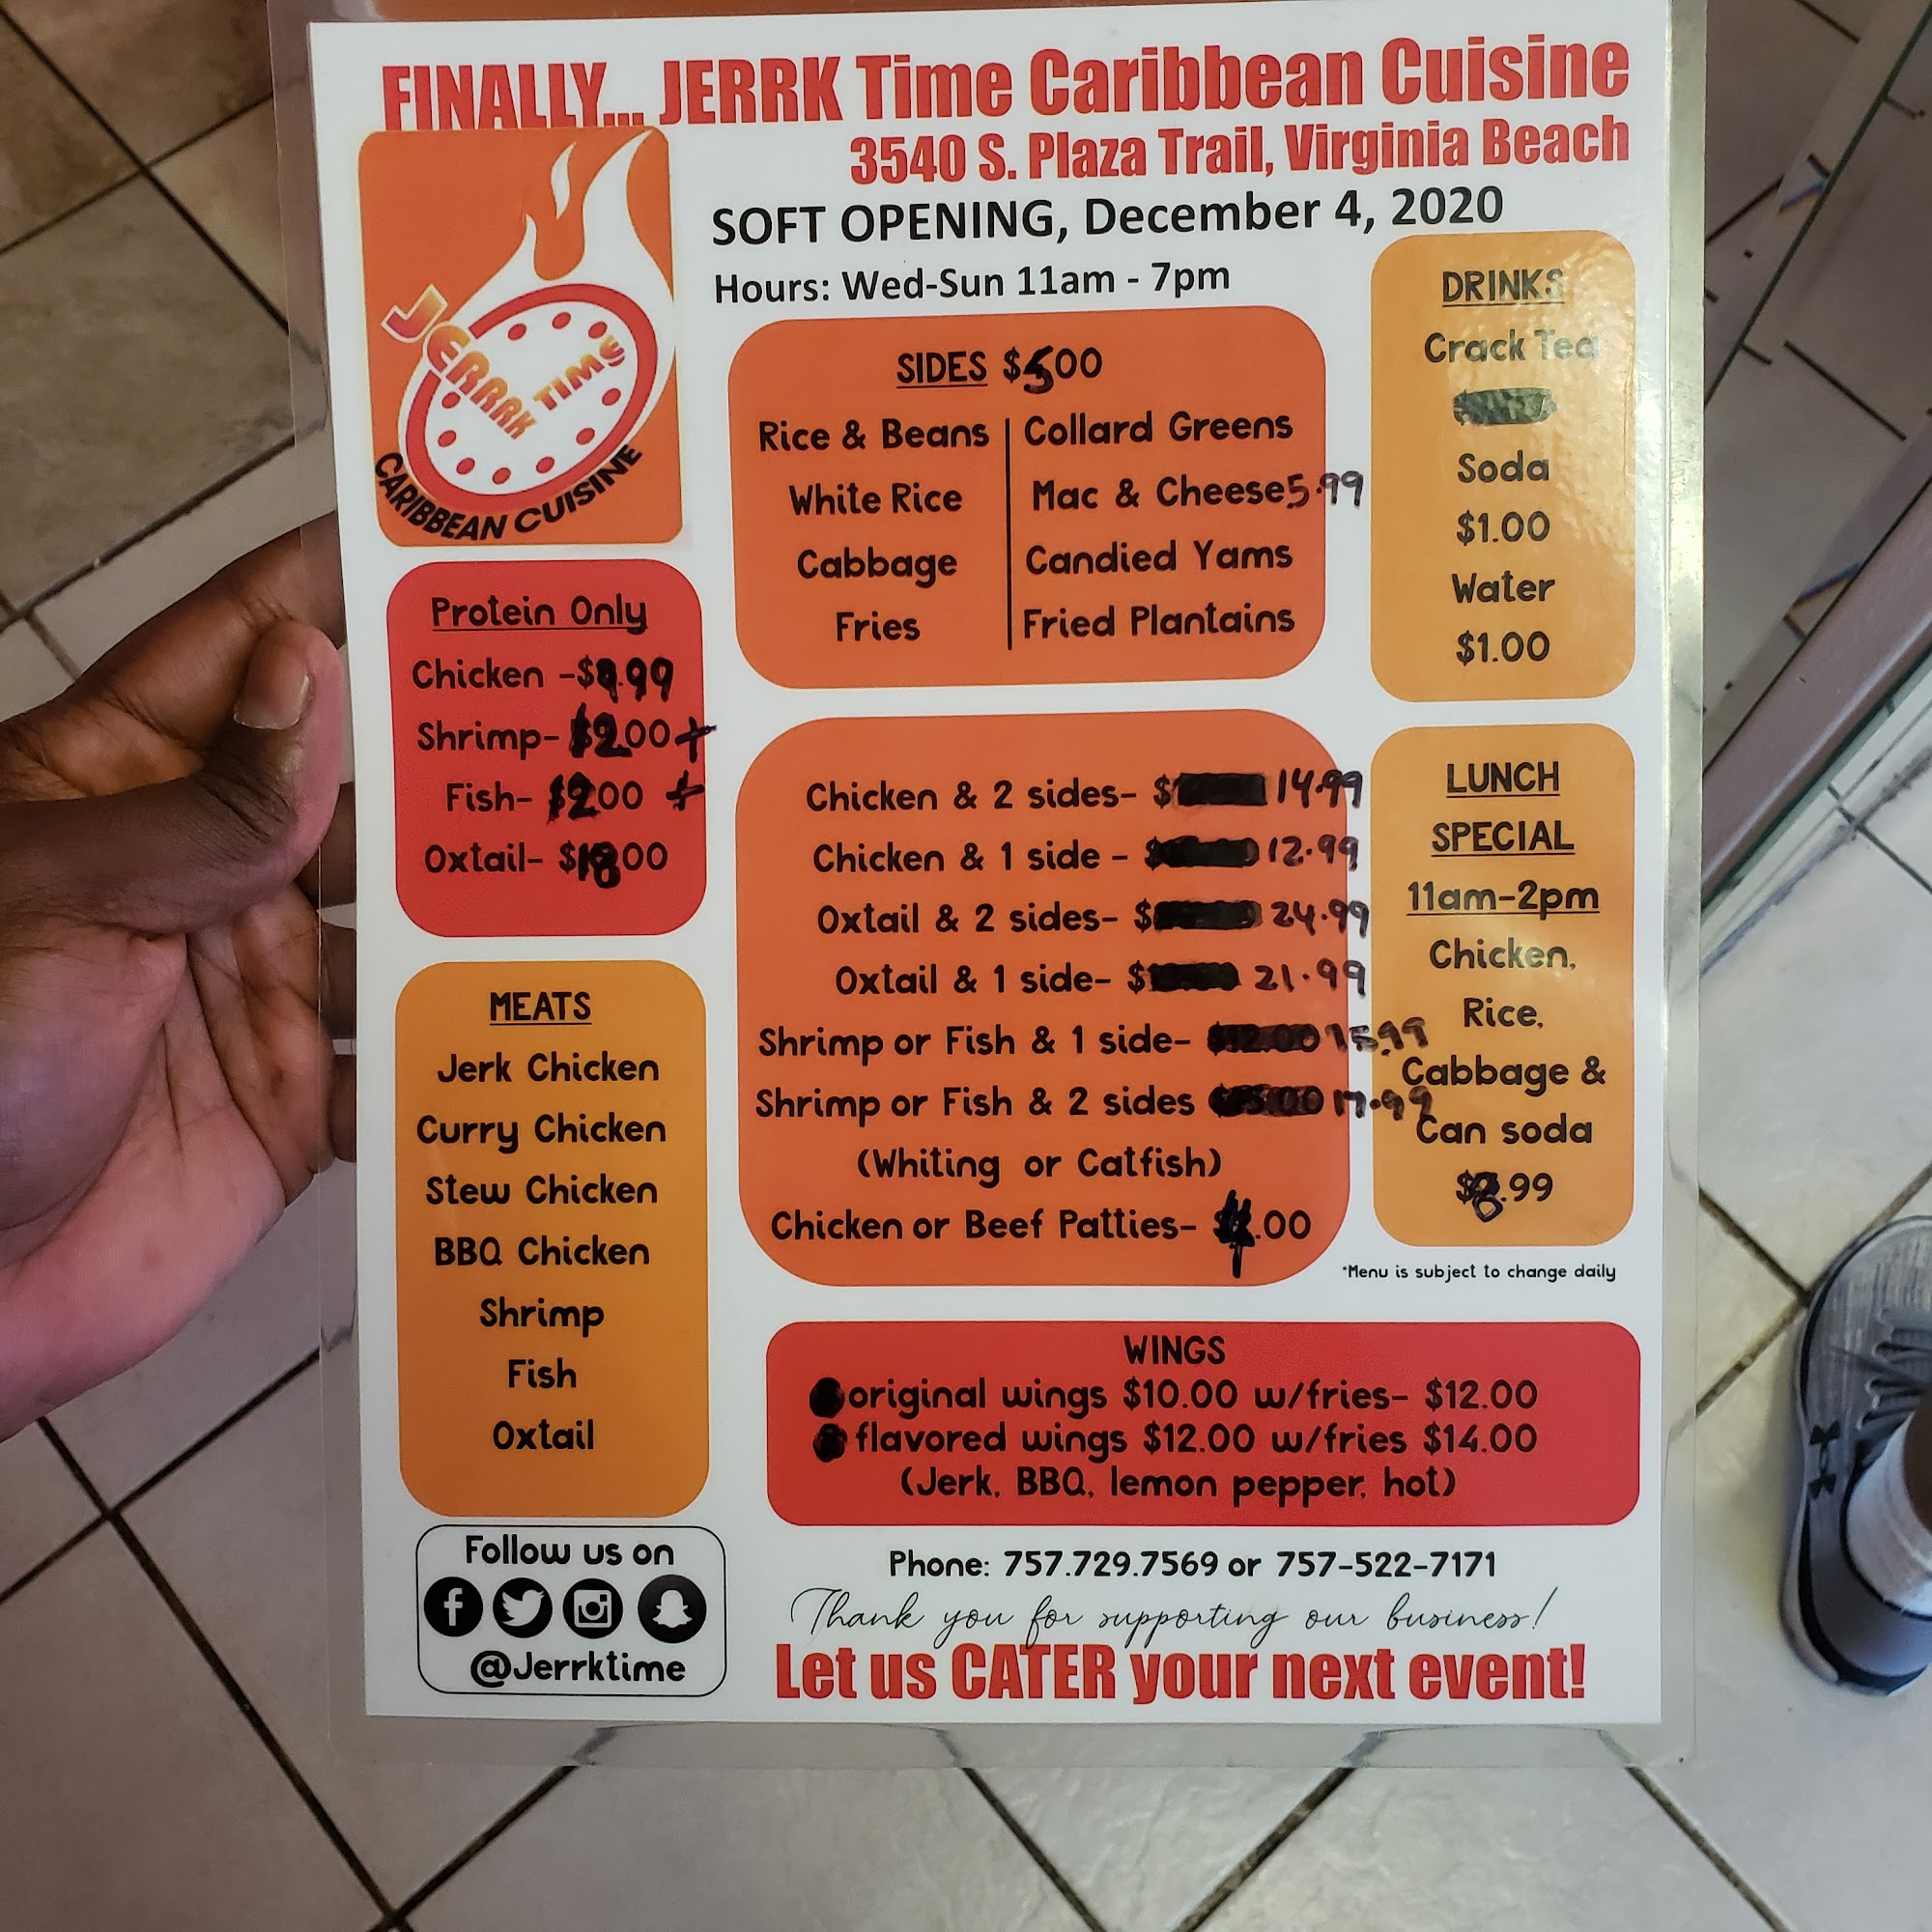 FINALLY... JERRK Time Caribbean Cuisine
3540 S. Plaza Trail, Virginia Beach
SOFT OPENING, December 4, 2020
Hours: Wed-Sun 11am - 7pm
JERRRK TIME
CARIBBEAN CUISINE
SIDES
Rice & Beans
White Rice
Cabbage
Fries
Collard Greens
Mac & Cheese 5.99
Candied Yams
Fried Plantains
DRINKS
Crack Tea
Soda
$1.00
Water
$1.00
Protein Only
Chicken -$9.99
Shrimp-
Fish-
Oxtail- $18.00
MEATS
Jerk Chicken
Curry Chicken
Stew Chicken
BBQ Chicken
Shrimp
Fish
Oxtail
Chicken & 2 sides- $ 14.99
Chicken & 1 side - 12.99
Oxtail & 2 sides- $ 24.99
Oxtail & 1 side- $ 21.99
Shrimp or Fish & 1 side- 15.99
Shrimp or Fish & 2 sides 17.99
(Whiting or Catfish)
Chicken or Beef Patties- $4.00
LUNCH
SPECIAL
11am-2pm
Chicken,
Rice,
Cabbage &
Can soda
$8.99
*Menu is subject to change daily
WINGS
original wings $10.00 w/fries- $12.00
flavored wings $12.00 w/fries $14.00
(Jerk, BBQ, lemon pepper, hot)
Follow us on
@Jerrktime
Phone: 757.729.7569 or 757-522-7171
Thank you for supporting our business!
Let us CATER your next event!